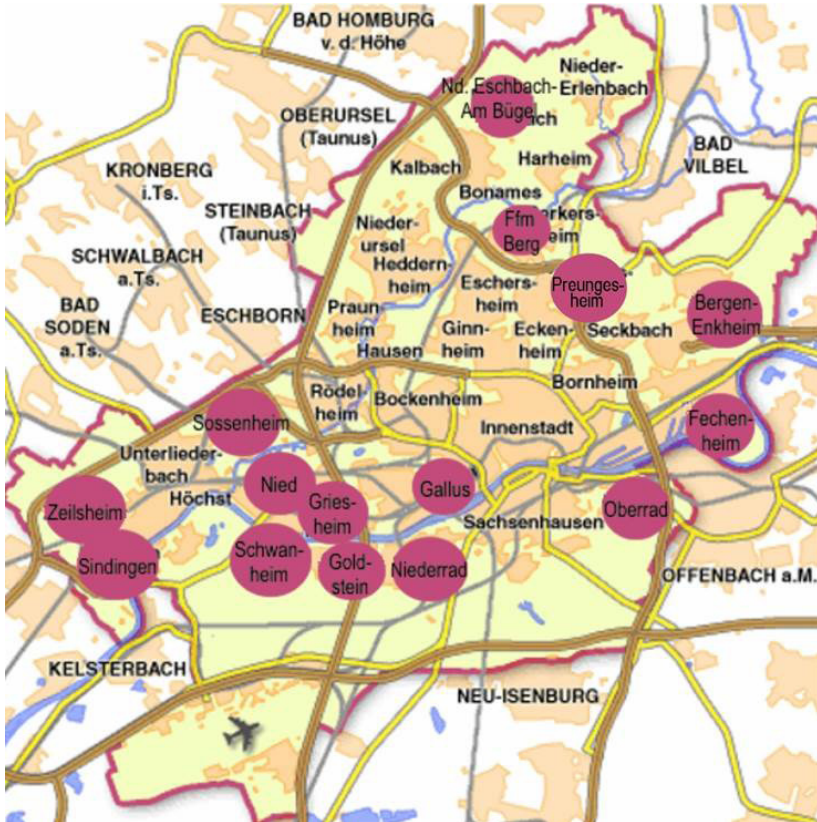 BAD HOMBURG
v. d. Höhe
Nieder-
Erlenbach
Nd. Eschbach-
Am Bügel
ich
OBERURSEL
(Taunus)
BAD
VILBEL
Kalbach
Harheim
KRONBERG
i.Ts.
Bonames
STEINBACH
(Taunus)
Nieder-
ursel
Ffm
Berg
erkers-
eim
SCHWALBACH
a.Ts.
Heddern-
heim
Eschers-
heim
Preunges-
heim
BAD
SODEN
a.Ts.
ESCHBORN
Praun-
heim
Ginn-
heim
Ecken-
heim
Seckbach
Bergen-
Enkheim
Hausen
Rödel-
heim
Bockenheim
Bornheim
Sossenheim
Innenstadt
Fechen-
heim
Unterlieder-
bach
Höchst
Nied
Gries-
heim
Gallus
Zeilsheim
Sachsenhausen
Oberrad
Sindingen
Schwan-
heim
Gold-
stein
Niederrad
OFFENBACH a.M.
KELSTERBACH
NEU-ISENBURG